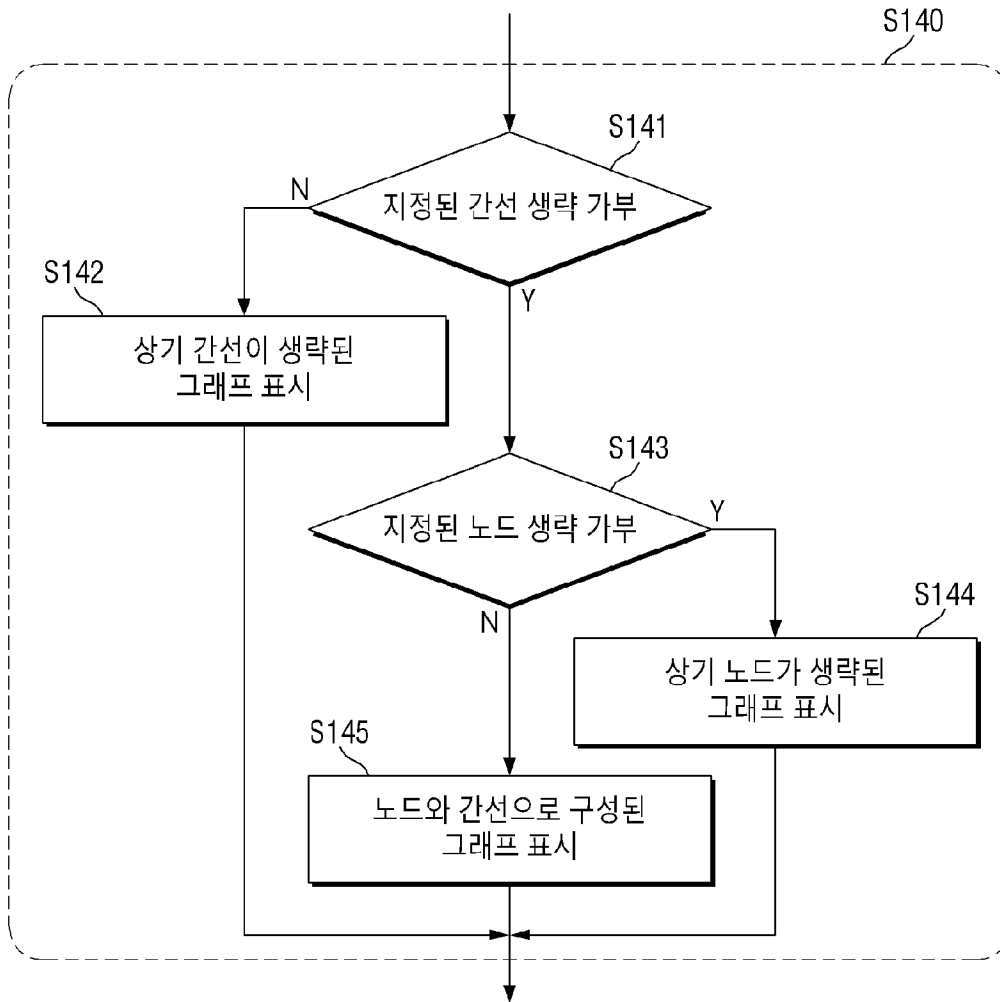 S140
S141
지정된 간선 생략 가부
N
Y
S142
상기 간선이 생략된
그래프 표시
S143
지정된 노드 생략 가부
Y
N
S144
상기 노드가 생략된
그래프 표시
S145
노드와 간선으로 구성된
그래프 표시